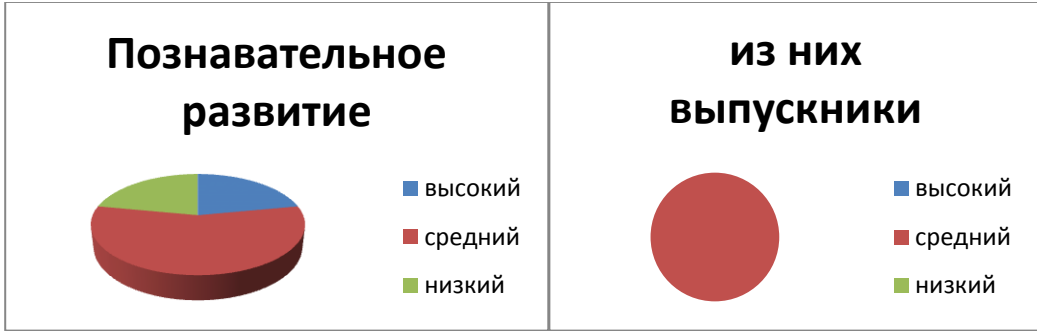 Познавательное
развитие
высокий
средний
низкий
из них
выпускники
высокий
средний
низкий